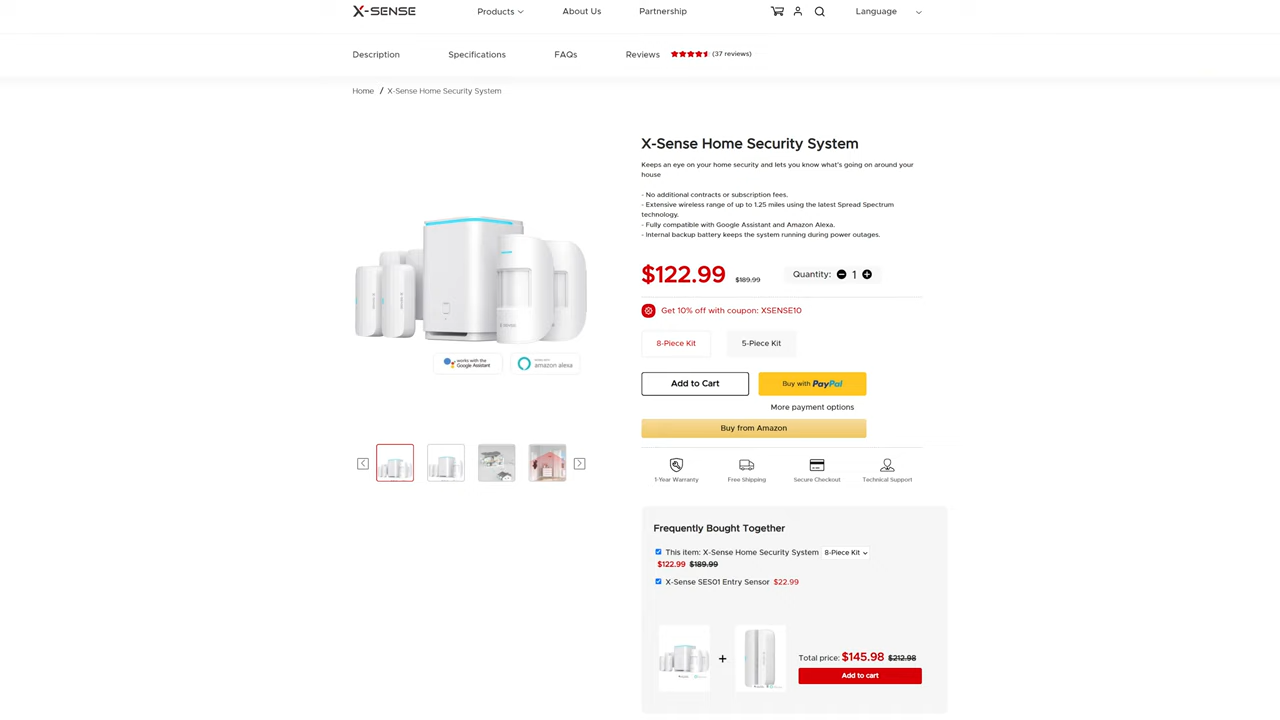 X-SENSE
Products
About Us
Partnership
Language
Description
Specifications
FAQs
Reviews
(37 reviews)
Home / X-Sense Home Security System
X-Sense Home Security System
Keeps an eye on your home security and lets you know what's going on around your
house
- No additional contracts or subscription fees.
- Extensive wireless range of up to 1.25 miles using the latest Spread Spectrum
technology.
- Fully compatible with Google Assistant and Amazon Alexa.
- Internal backup battery keeps the system running during power outages.
$122.99 $189.99
Quantity: 1
Get 10% off with coupon: XSENSE10
8-Piece Kit
5-Piece Kit
works with the
Google Assistant
amazon alexa
Add to Cart
Buy with PayPal
More payment options
Buy from Amazon
1-Year Warranty
Free Shipping
Secure Checkout
Technical Support
Frequently Bought Together
This item: X-Sense Home Security System 8-Piece Kit
$122.99 $189.99
X-Sense SES01 Entry Sensor $22.99
+
Total price: $145.98 $212.98
Add to cart